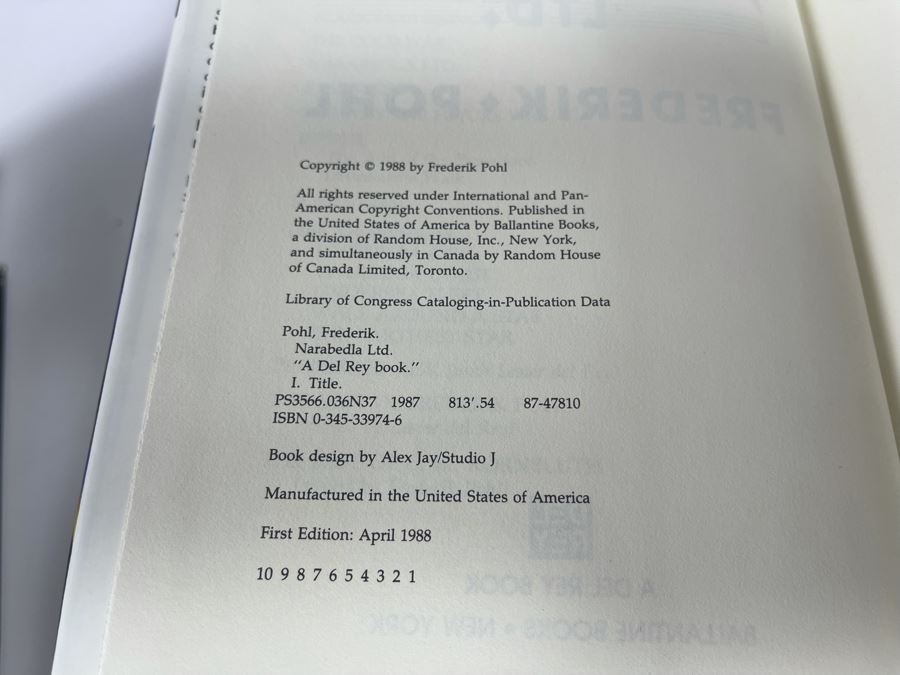 Copyright © 1988 by Frederik Pohl
All rights reserved under International and Pan-
American Copyright Conventions. Published in
the United States of America by Ballantine Books,
a division of Random House, Inc., New York,
and simultaneously in Canada by Random House
of Canada Limited, Toronto.
Library of Congress Cataloging-in-Publication Data
Pohl, Frederik.
Narabedla Ltd.
"A Del Rey book."
I. Title.
PS3566.036N37 1987 813'.54 87-47810
ISBN 0-345-33974-6
Book design by Alex Jay/Studio J
Manufactured in the United States of America
First Edition: April 1988
10 9 8 7 6 5 4 3 2 1